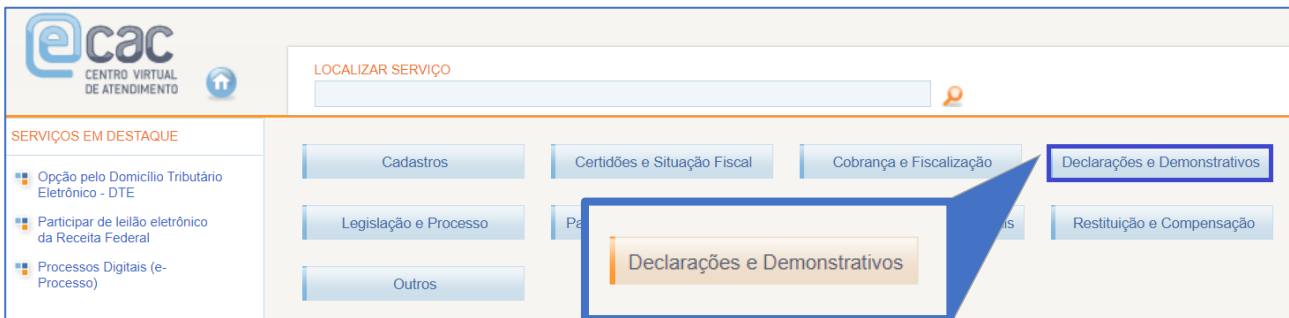 ecac
CENTRO VIRTUAL
DE ATENDIMENTO
LOCALIZAR SERVIÇO
SERVIÇOS EM DESTAQUE
Opção pelo Domicílio Tributário
Eletrônico - DTE
Participar de leilão eletrônico
da Receita Federal
Processos Digitais (e-
Processo)
Cadastros
Certidões e Situação Fiscal
Cobrança e Fiscalização
Declarações e Demonstrativos
Legislação e Processo
Restituição e Compensação
Outros
Declarações e Demonstrativos